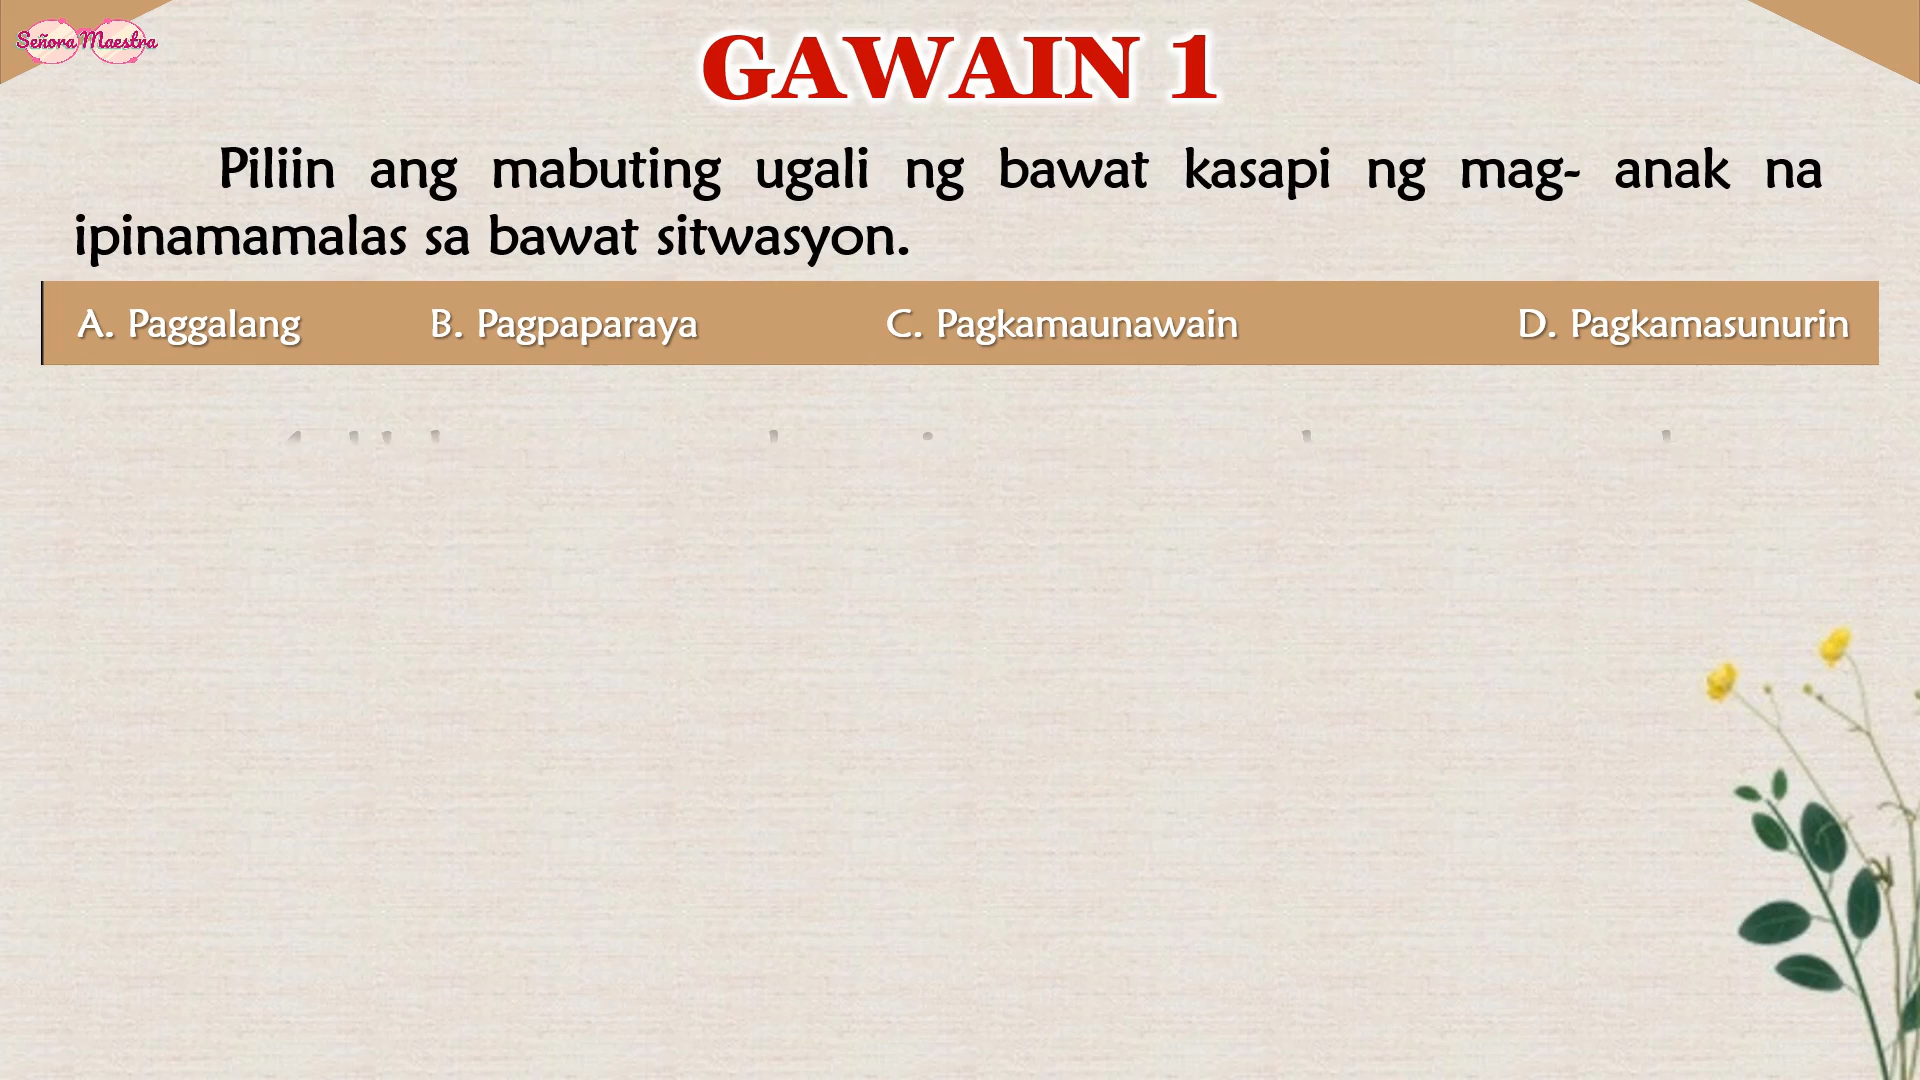 Señora Maestra
GAWAIN 1
Piliin ang mabuting ugali ng bawat kasapi ng mag- anak na
ipinamamalas sa bawat sitwasyon.
A. Paggalang B. Pagpaparaya C. Pagkamaunawain D. Pagkamasunurin